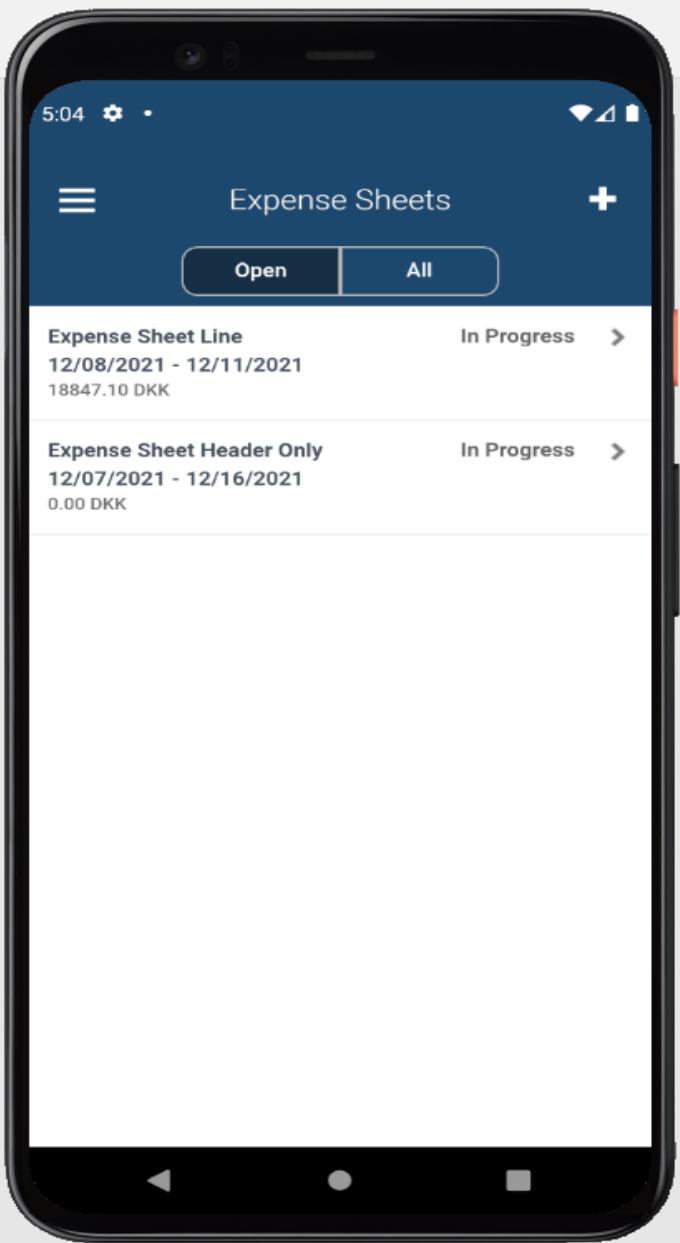 5:04
Expense Sheets
Open All
Expense Sheet Line In Progress
12/08/2021 - 12/11/2021
18847.10 DKK
Expense Sheet Header Only In Progress
12/07/2021 - 12/16/2021
0.00 DKK